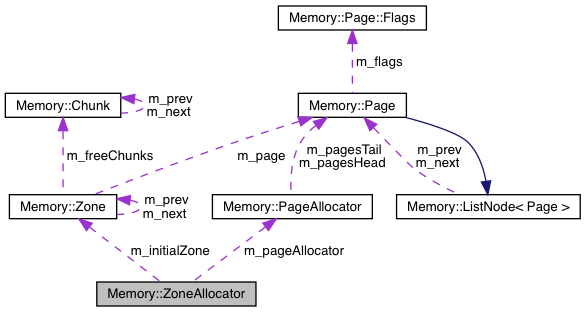 Memory::Page::Flags
m_flags
Memory::Chunk
m_prev
m_next
Memory::Page
m_freeChunks
m_page
m_pagesTail
m_pagesHead
m_prev
m_next
Memory::Zone
m_prev
m_next
Memory::PageAllocator
Memory::ListNode< Page >
m_initialZone
m_pageAllocator
Memory::ZoneAllocator